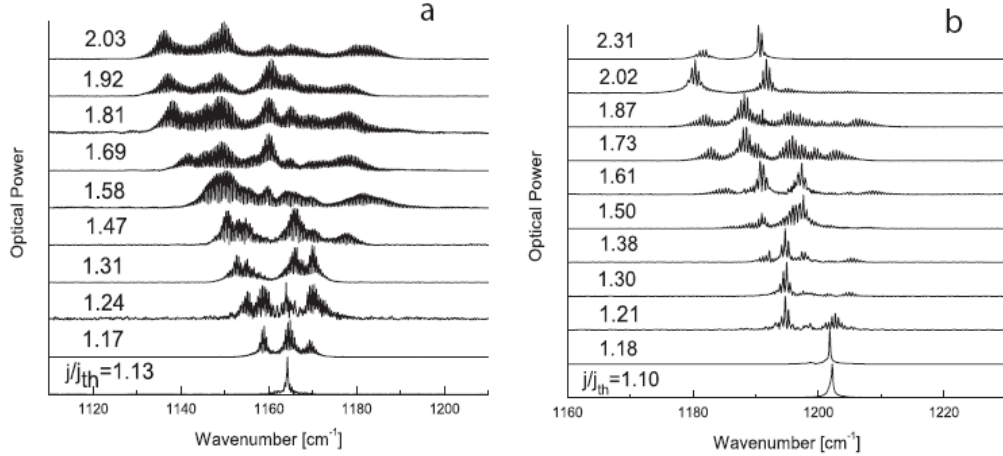 a
2.03
1.92
1.81
1.69
1.58
1.47
1.31
1.24
1.17
j/jth=1.13
Optical Power
1120 1140 1160 1180 1200
Wavenumber [cm-1]
b
2.31
2.02
1.87
1.73
1.61
1.50
1.38
1.30
1.21
1.18
j/jth=1.10
Optical Power
1160 1180 1200 1220
Wavenumber [cm-1]